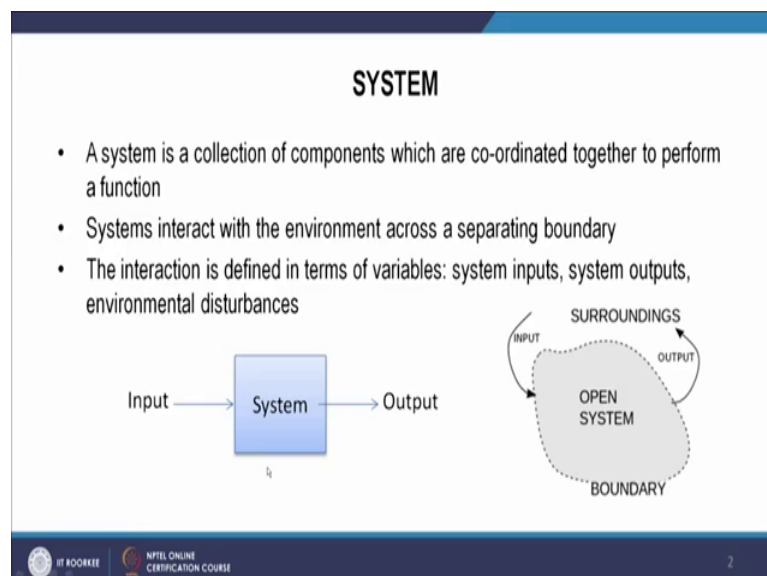 SYSTEM
• A system is a collection of components which are co-ordinated together to perform
a function
• Systems interact with the environment across a separating boundary
• The interaction is defined in terms of variables: system inputs, system outputs,
environmental disturbances
Input
System
Output
SURROUNDINGS
INPUT
OUTPUT
OPEN
SYSTEM
BOUNDARY
IIT ROORKEE
NPTEL ONLINE
CERTIFICATION COURSE
2